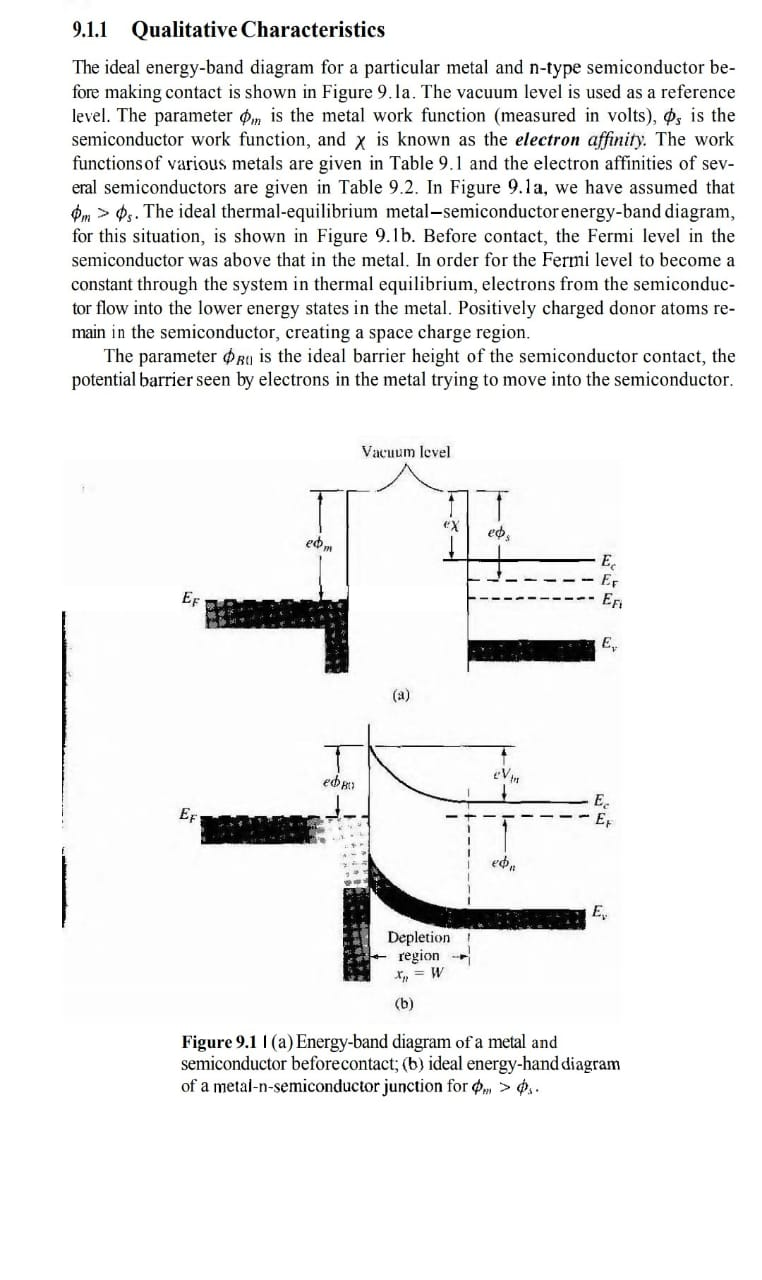 9.1.1 Qualitative Characteristics
The ideal energy-band diagram for a particular metal and n-type semiconductor be-
fore making contact is shown in Figure 9.1a. The vacuum level is used as a reference
level. The parameter ϕm is the metal work function (measured in volts), ϕs is the
semiconductor work function, and χ is known as the electron affinity. The work
functions of various metals are given in Table 9.1 and the electron affinities of sev-
eral semiconductors are given in Table 9.2. In Figure 9.1a, we have assumed that
ϕm > ϕs. The ideal thermal-equilibrium metal–semiconductor energy-band diagram,
for this situation, is shown in Figure 9.1b. Before contact, the Fermi level in the
semiconductor was above that in the metal. In order for the Fermi level to become a
constant through the system in thermal equilibrium, electrons from the semiconduc-
tor flow into the lower energy states in the metal. Positively charged donor atoms re-
main in the semiconductor, creating a space charge region.
The parameter ϕB0 is the ideal barrier height of the semiconductor contact, the
potential barrier seen by electrons in the metal trying to move into the semiconductor.
Vacuum level
eϕm
eχ
eϕs
Ec
EF
EFi
EF
Ev
(a)
eϕB0
eVbi
Ec
EF
EF
eϕn
Ev
Depletion
region
xn = W
(b)
Figure 9.1 | (a) Energy-band diagram of a metal and
semiconductor before contact; (b) ideal energy-hand diagram
of a metal-n-semiconductor junction for ϕm > ϕs.